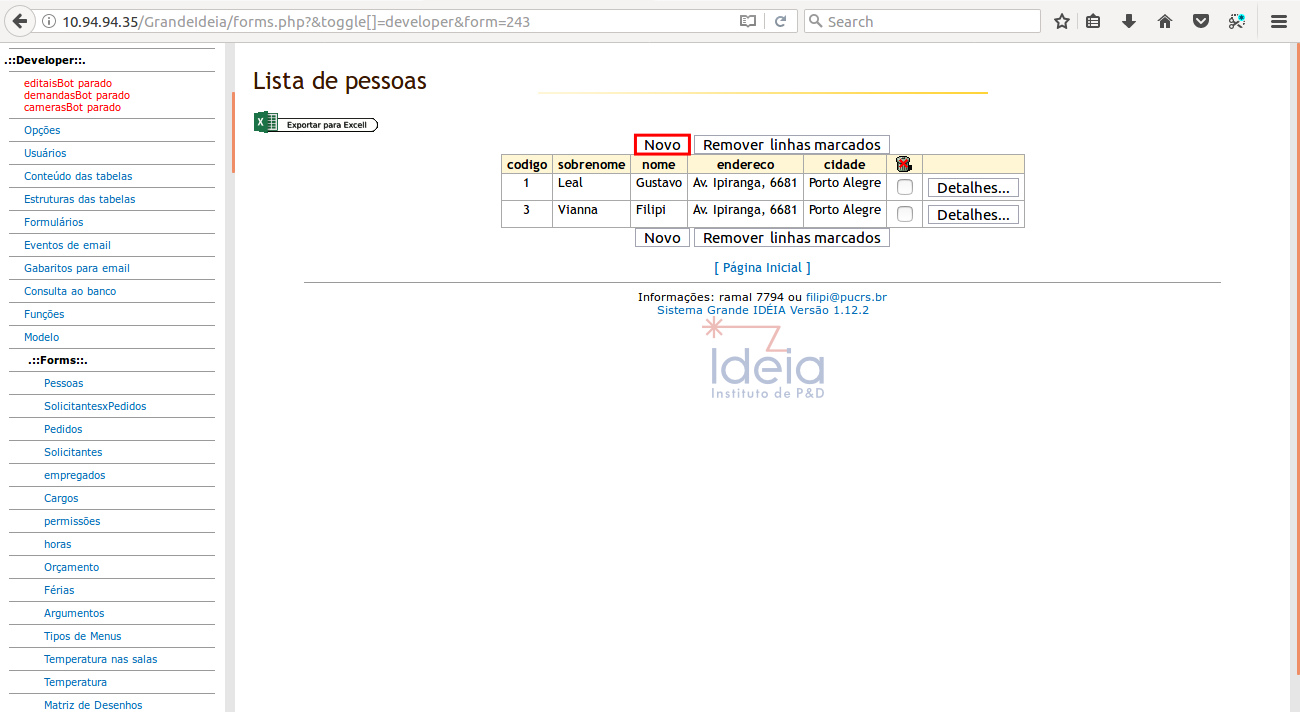 10.94.94.35/GrandeIdeia/forms.php?&toggle[]=developer&form=243
Search
.::Developer::.
editaisBot parado
demandasBot parado
camerasBot parado
Opções
Usuários
Conteúdo das tabelas
Estruturas das tabelas
Formulários
Eventos de email
Gabaritos para email
Consulta ao banco
Funções
Modelo
.::Forms::.
Pessoas
SolicitantesxPedidos
Pedidos
Solicitantes
empregados
Cargos
permissões
horas
Orçamento
Férias
Argumentos
Tipos de Menus
Temperatura nas salas
Temperatura
Matriz de Desenhos
Lista de pessoas
Exportar para Excell
Novo Remover linhas marcados
codigo sobrenome nome endereco cidade
1 Leal Gustavo Av. Ipiranga, 6681 Porto Alegre Detalhes...
3 Vianna Filipi Av. Ipiranga, 6681 Porto Alegre Detalhes...
Novo Remover linhas marcados
[ Página Inicial ]
Informações: ramal 7794 ou filipi@pucrs.br
Sistema Grande IDÉIA Versão 1.12.2
Ideia
Instituto de P&D